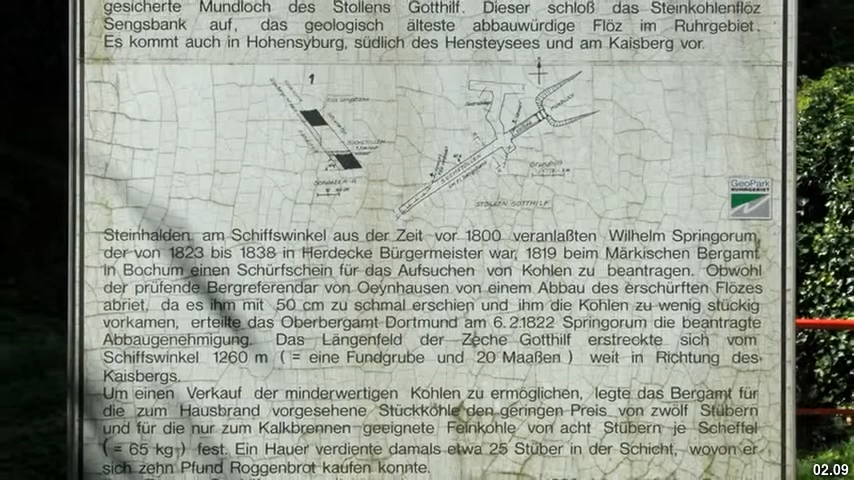 gesicherte Mundloch des Stollens Gotthilf. Dieser schloß das Steinkohlenflöz
Sengsbank auf, das geologisch älteste abbauwürdige Flöz im Ruhrgebiet.
Es kommt auch in Hohensyburg, südlich des Hensteysees und am Kaisberg vor.
1
STOLLEN GOTTHILF
GeoPark
RUHRGEBIET
Steinhalden am Schiffswinkel aus der Zeit vor 1800 veranlaßten Wilhelm Springorum,
der von 1823 bis 1838 in Herdecke Bürgermeister war, 1819 beim Märkischen Bergamt
in Bochum einen Schürfschein für das Aufsuchen von Kohlen zu beantragen. Obwohl
der prüfende Bergreferendar von Oeynhausen von einem Abbau des erschürften Flözes
abriet, da es ihm mit 50 cm zu schmal erschien und ihm die Kohlen zu wenig stückig
vorkamen, erteilte das Oberbergamt Dortmund am 6.2.1822 Springorum die beantragte
Abbaugenehmigung. Das Längenfeld der Zeche Gotthilf erstreckte sich vom
Schiffswinkel 1260 m ( = eine Fundgrube und 20 Maaßen ) weit in Richtung des
Kaisbergs.
Um einen Verkauf der minderwertigen Kohlen zu ermöglichen, legte das Bergamt für
die zum Hausbrand vorgesehene Stückkohle den geringen Preis von zwölf Stübern
und für die nur zum Kalkbrennen geeignete Feinkohle von acht Stübern je Scheffel
( = 65 kg ) fest. Ein Hauer verdiente damals etwa 25 Stüber in der Schicht, wovon er
sich zehn Pfund Roggenbrot kaufen konnte.
02.09